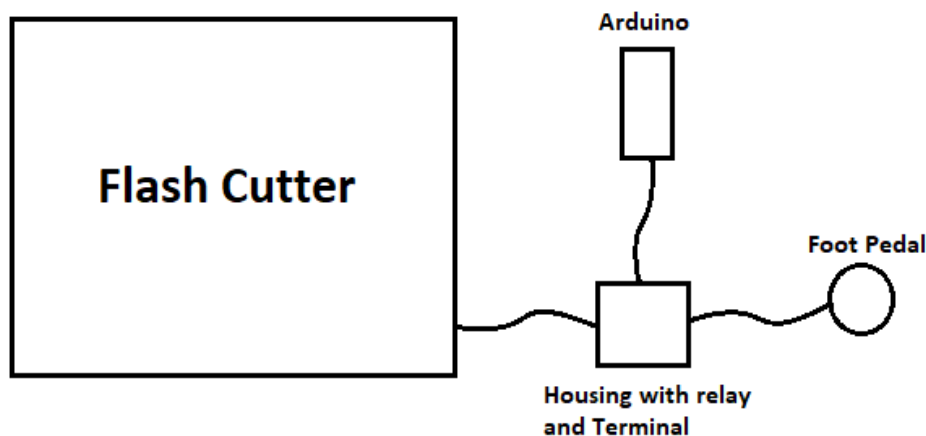 Arduino
Flash Cutter
Foot Pedal
Housing with relay
and Terminal